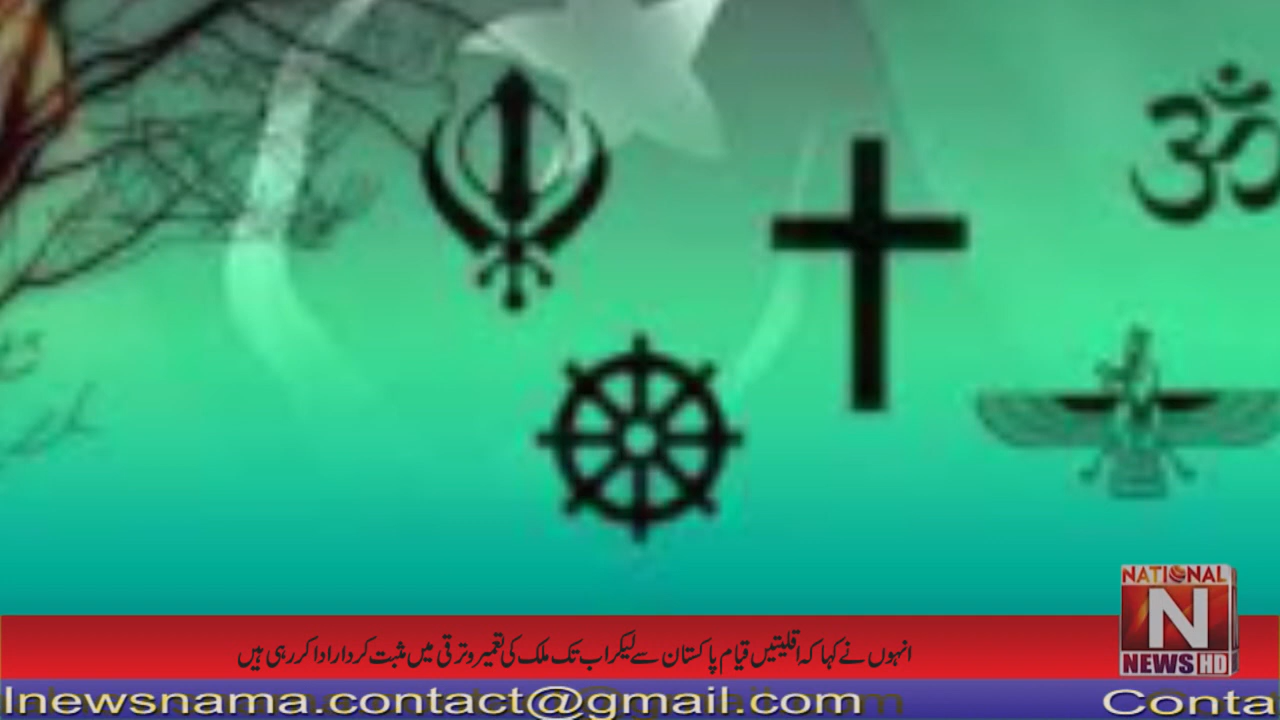 NATIONAL
N
NEWS HD
انہوں نے کہا کہ اقلیتیں قیام پاکستان سے لیکر اب تک ملک کی تعمیر و ترقی میں مثبت کردار ادا کر رہی ہیں
lnewsnama.contact@gmail.com Conta